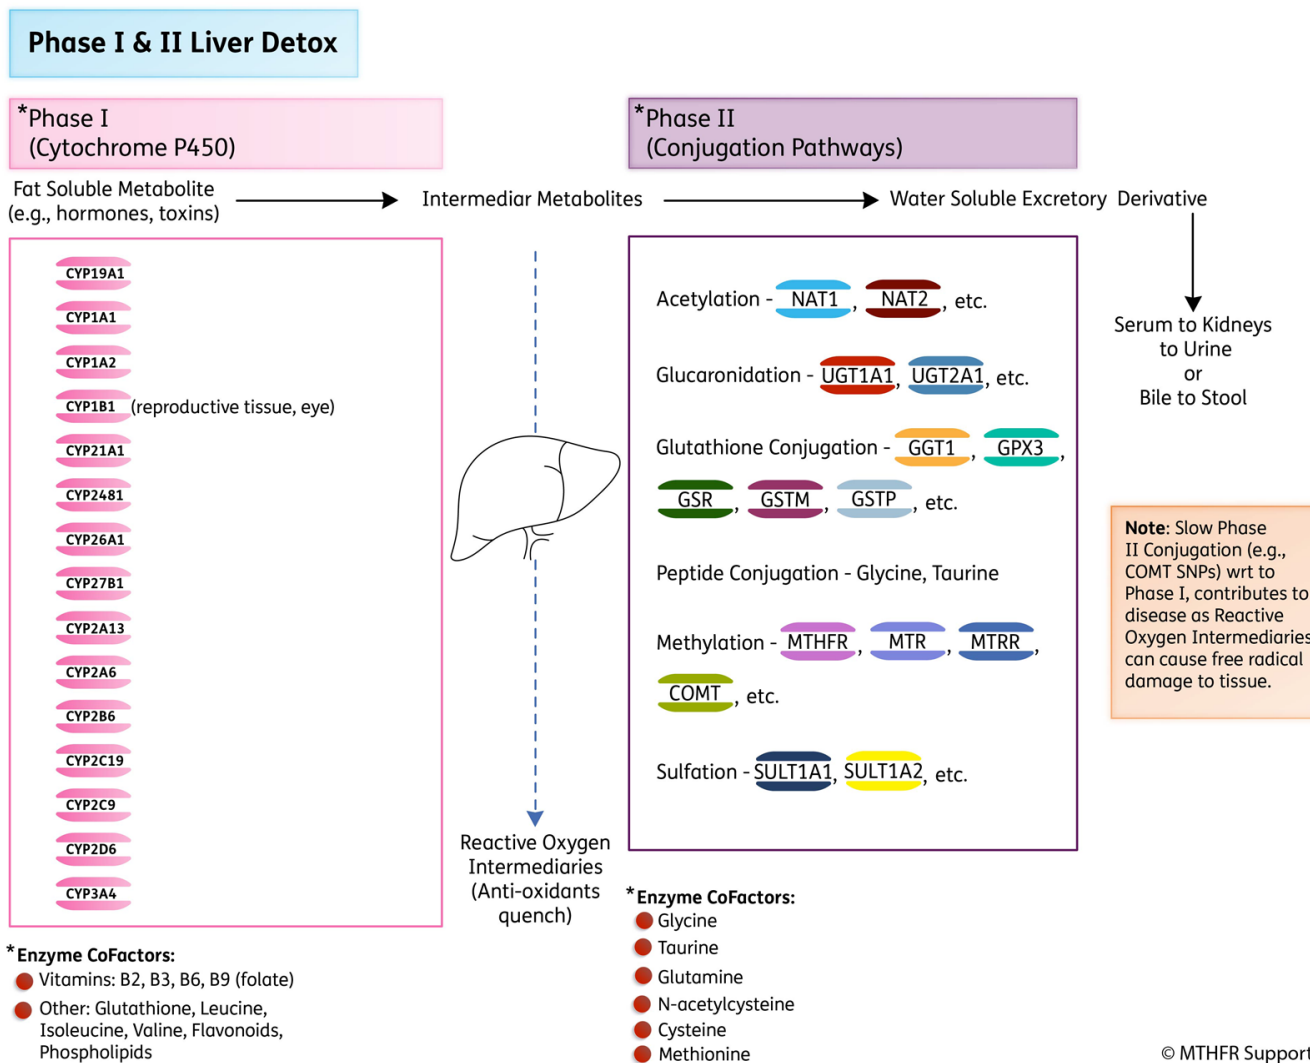 Phase I & II Liver Detox
*Phase I
(Cytochrome P450)
*Phase II
(Conjugation Pathways)
Fat Soluble Metabolite
(e.g., hormones, toxins)
Intermediar Metabolites
Water Soluble Excretory Derivative
CYP19A1
CYP1A1
CYP1A2
CYP1B1 (reproductive tissue, eye)
CYP21A1
CYP2481
CYP26A1
CYP27B1
CYP2A13
CYP2A6
CYP2B6
CYP2C19
CYP2C9
CYP2D6
CYP3A4
*Enzyme CoFactors:
Vitamins: B2, B3, B6, B9 (folate)
Other: Glutathione, Leucine,
Isoleucine, Valine, Flavonoids,
Phospholipids
Reactive Oxygen
Intermediaries
(Anti-oxidants
quench)
Acetylation - NAT1, NAT2, etc.
Glucaronidation - UGT1A1, UGT2A1, etc.
Glutathione Conjugation - GGT1, GPX3,
GSR, GSTM, GSTP, etc.
Peptide Conjugation - Glycine, Taurine
Methylation - MTHFR, MTR, MTRR,
COMT, etc.
Sulfation - SULT1A1, SULT1A2, etc.
*Enzyme CoFactors:
Glycine
Taurine
Glutamine
N-acetylcysteine
Cysteine
Methionine
Serum to Kidneys
to Urine
or
Bile to Stool
Note: Slow Phase
II Conjugation (e.g.,
COMT SNPs) wrt to
Phase I, contributes to
disease as Reactive
Oxygen Intermediaries
can cause free radical
damage to tissue.
© MTHFR Support